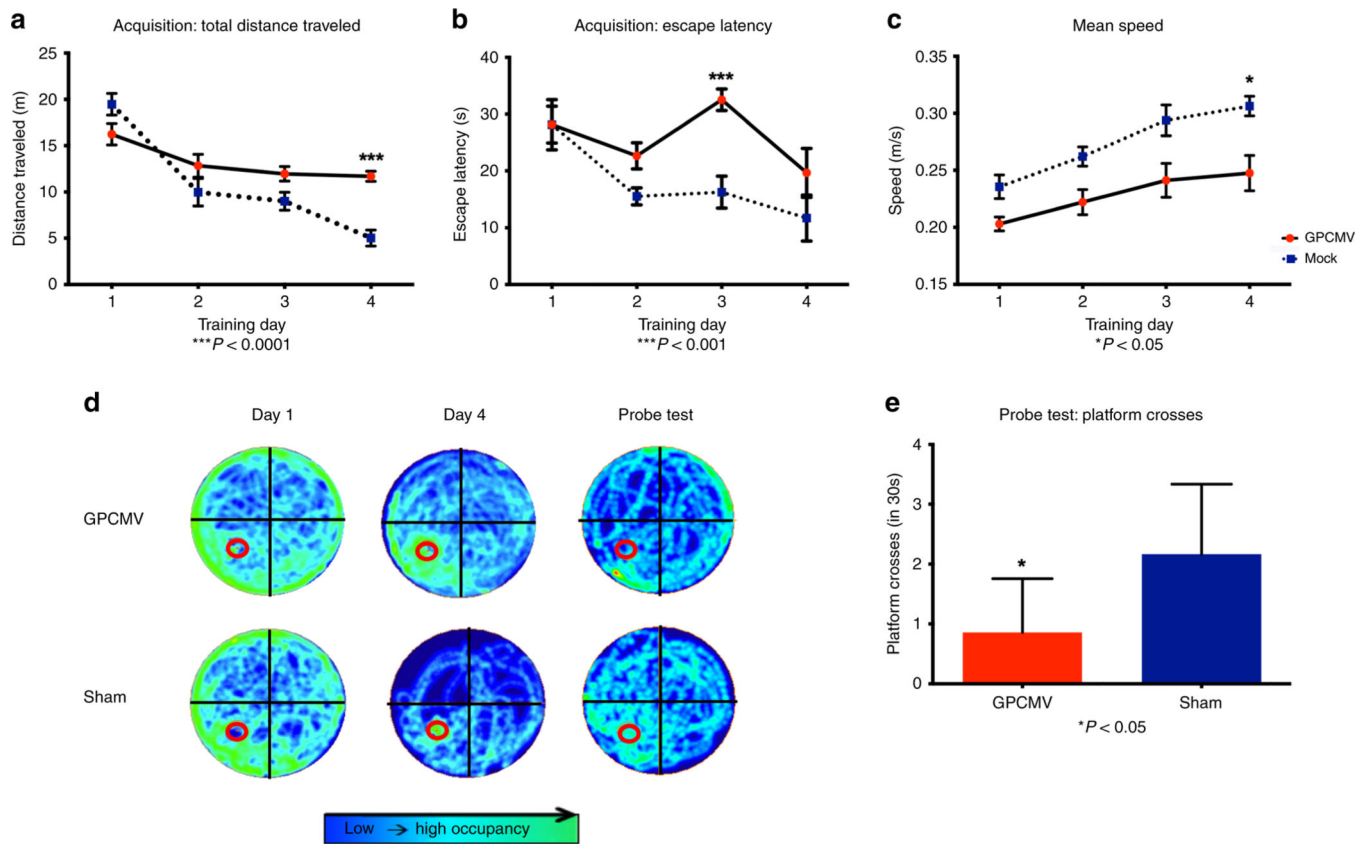 a
Acquisition: total distance traveled
Distance traveled (m)
25
20
15
10
5
0
***
1 2 3 4
Training day
***P < 0.0001
b
Acquisition: escape latency
Escape latency (s)
40
30
20
10
0
***
1 2 3 4
Training day
***P < 0.001
c
Mean speed
Speed (m/s)
0.30
0.25
0.20
0.15
*
GPCMV
Mock
1 2 3 4
Training day
*P < 0.05
d
Day 1 Day 4 Probe test
GPCMV
Sham
Low → high occupancy
e
Probe test: platform crosses
Platform crosses (in 30s)
4
3
2
1
0
*
GPCMV Sham
*P < 0.05